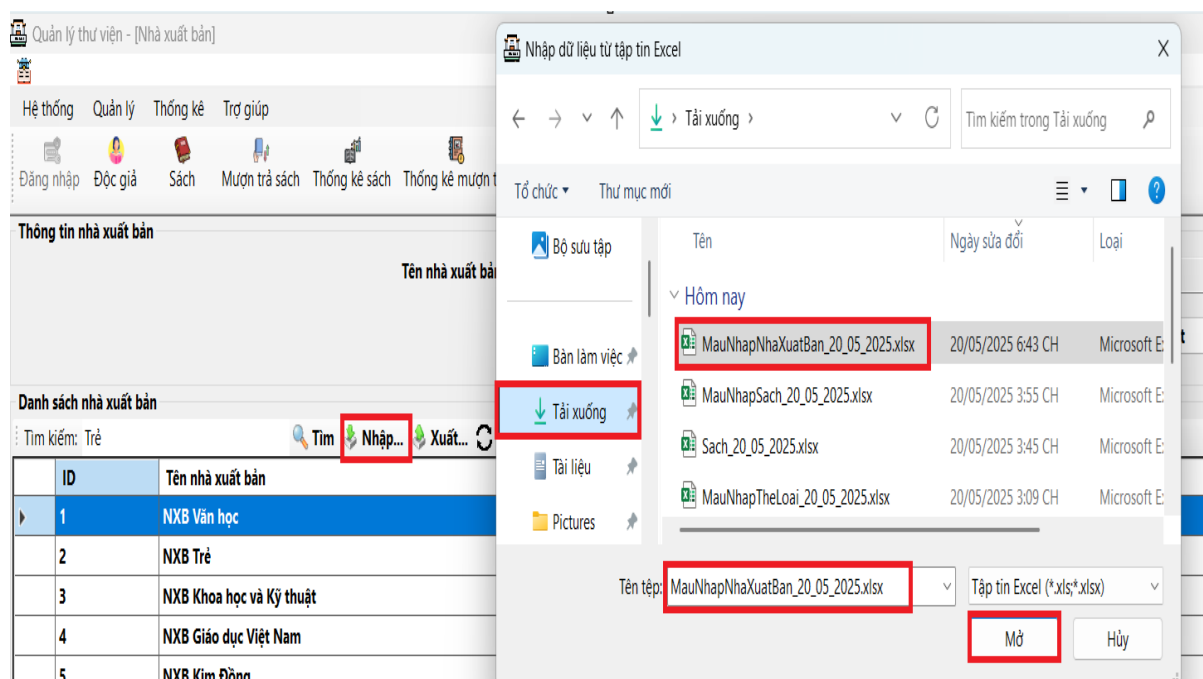 Quản lý thư viện - [Nhà xuất bản]
Hệ thống Quản lý Thống kê Trợ giúp
Đăng nhập Độc giả Sách Mượn trả sách Thống kê sách Thống kê mượn t
Thông tin nhà xuất bản
Tên nhà xuất bản
Danh sách nhà xuất bản
Tìm kiếm: Trẻ Tìm Nhập... Xuất...
ID Tên nhà xuất bản
1 NXB Văn học
2 NXB Trẻ
3 NXB Khoa học và Kỹ thuật
4 NXB Giáo dục Việt Nam
5 NXB Kim Đồng
Nhập dữ liệu từ tập tin Excel
Tải xuống
Tìm kiếm trong Tải xuống
Tổ chức Thư mục mới
Bộ sưu tập
Bàn làm việc
Tải xuống
Tài liệu
Pictures
Tên Ngày sửa đổi Loại
Hôm nay
MauNhapNhaXuatBan_20_05_2025.xlsx 20/05/2025 6:43 CH Microsoft E
MauNhapSach_20_05_2025.xlsx 20/05/2025 3:55 CH Microsoft E
Sach_20_05_2025.xlsx 20/05/2025 3:45 CH Microsoft E
MauNhapTheLoai_20_05_2025.xlsx 20/05/2025 3:09 CH Microsoft E
Tên tệp: MauNhapNhaXuatBan_20_05_2025.xlsx Tập tin Excel (*.xls;*.xlsx)
Mở Hủy